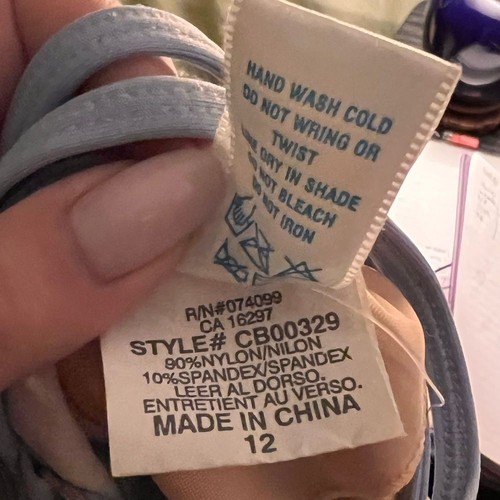 HAND WASH COLD
DO NOT WRING OR
TWIST
LINE DRY IN SHADE
DO NOT BLEACH
DO NOT IRON
R/N#074099
CA 16297
STYLE# CB00329
90%NYLON/NILON
10%SPANDEX/SPANDEX
LEER AL DORSO.
ENTRETIENT AU VERSO.
MADE IN CHINA
12